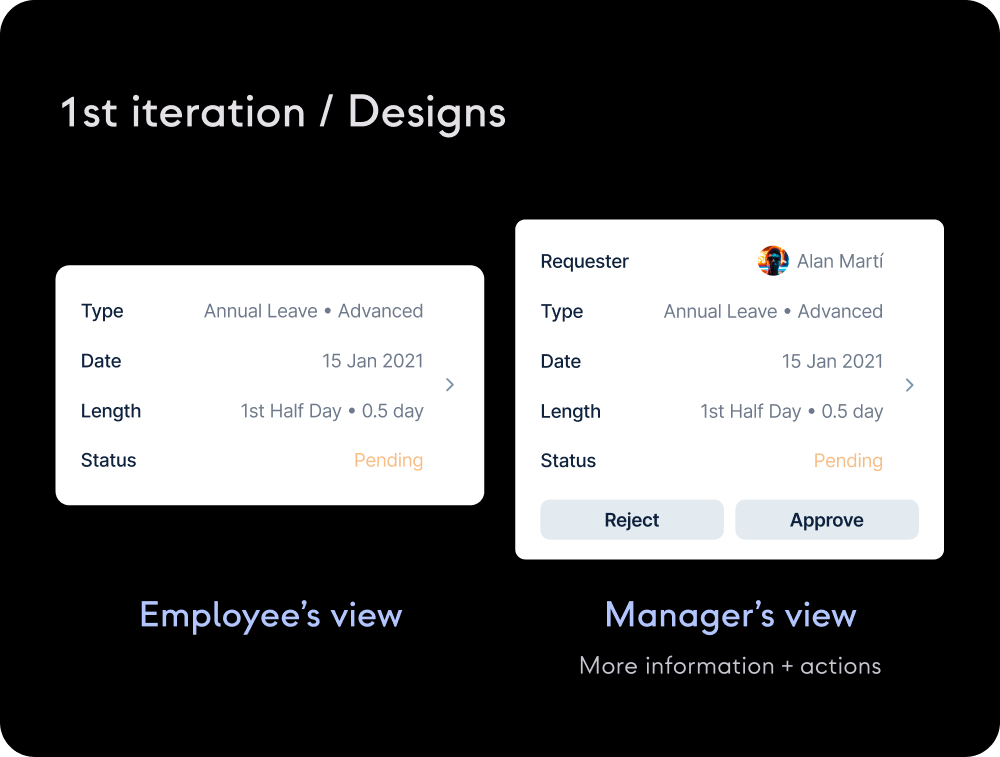 1st iteration / Designs
Type Annual Leave • Advanced
Date 15 Jan 2021
Length 1st Half Day • 0.5 day
Status Pending
Employee’s view
Requester Alan Martí
Type Annual Leave • Advanced
Date 15 Jan 2021
Length 1st Half Day • 0.5 day
Status Pending
Reject Approve
Manager’s view
More information + actions